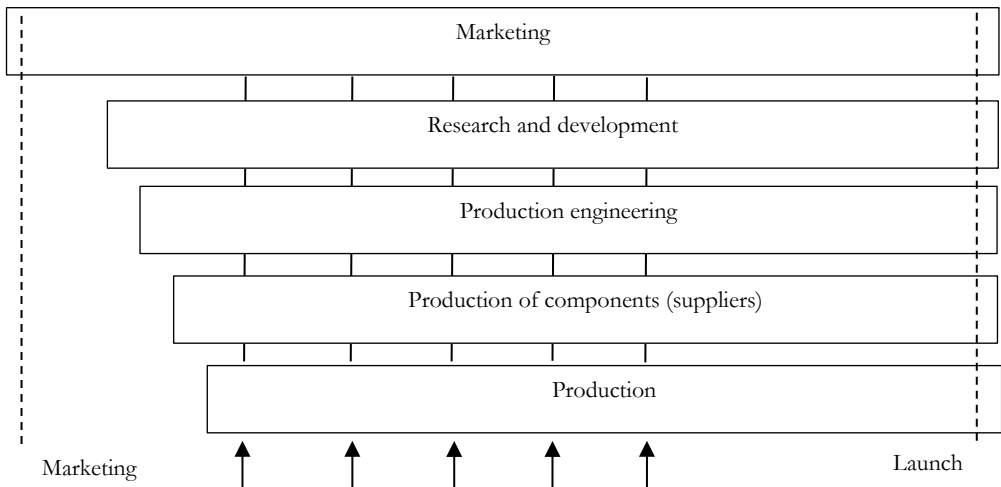 Marketing
Research and development
Production engineering
Production of components (suppliers)
Production
Marketing
Launch